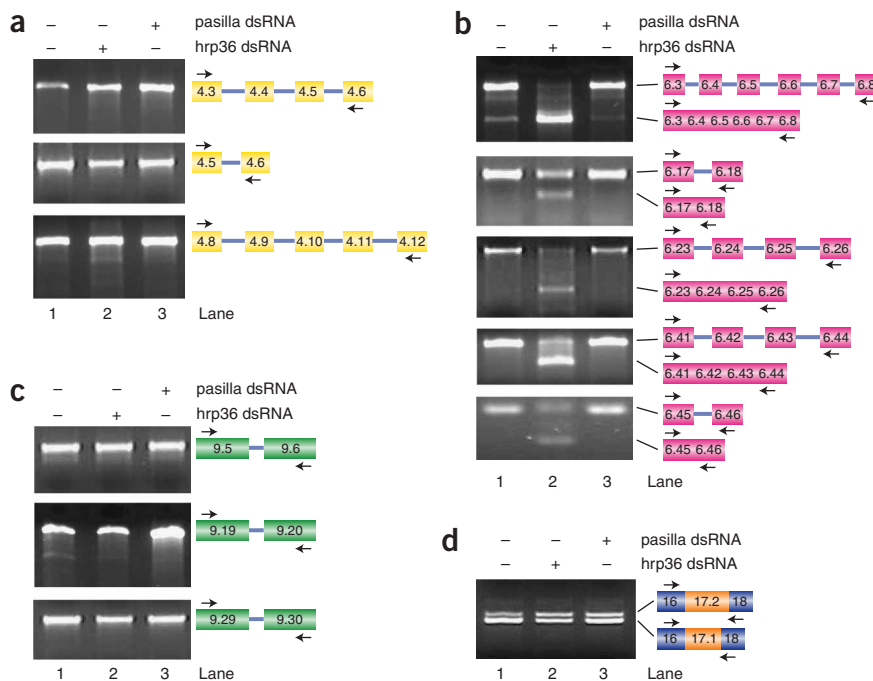 a
– – + pasilla dsRNA
– + – hrp36 dsRNA
4.3 4.4 4.5 4.6
4.5 4.6
4.8 4.9 4.10 4.11 4.12
1 2 3 Lane
b
– – + pasilla dsRNA
– + – hrp36 dsRNA
6.3 6.4 6.5 6.6 6.7 6.8
6.3 6.4 6.5 6.6 6.7 6.8
6.17 6.18
6.17 6.18
6.23 6.24 6.25 6.26
6.23 6.24 6.25 6.26
6.41 6.42 6.43 6.44
6.41 6.42 6.43 6.44
6.45 6.46
6.45 6.46
1 2 3 Lane
c
– – + pasilla dsRNA
– + – hrp36 dsRNA
9.5 9.6
9.19 9.20
9.29 9.30
1 2 3 Lane
d
– – + pasilla dsRNA
– + – hrp36 dsRNA
16 17.2 18
16 17.1 18
1 2 3 Lane